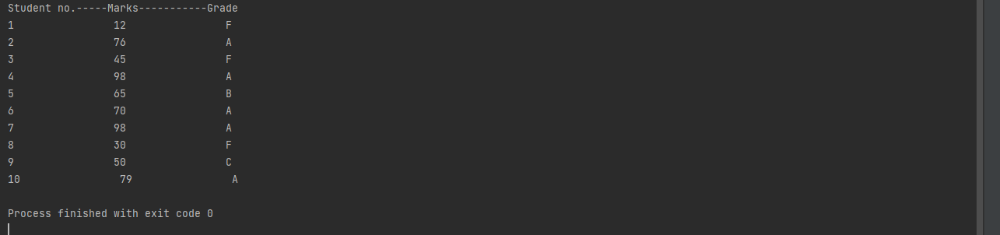 Student no.-----Marks-----------Grade
1                12                F
2                76                A
3                45                F
4                98                A
5                65                B
6                70                A
7                98                A
8                30                F
9                50                C
10                79                A

Process finished with exit code 0